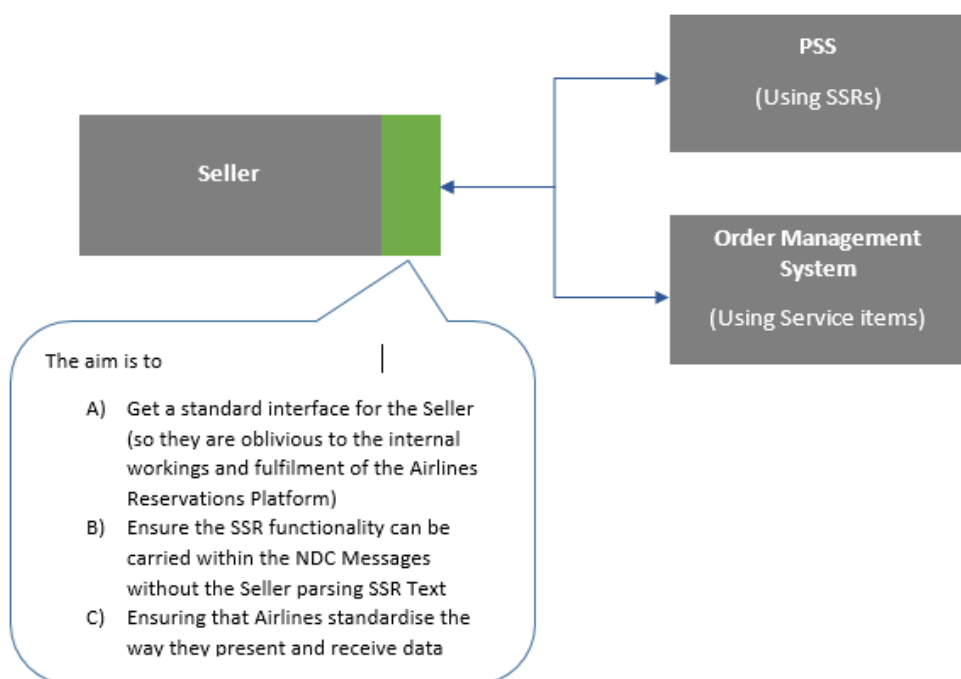 PSS
(Using SSRs)
Seller
Order Management
System
(Using Service items)
The aim is to
A) Get a standard interface for the Seller
(so they are oblivious to the internal
workings and fulfilment of the Airlines
Reservations Platform)
B) Ensure the SSR functionality can be
carried within the NDC Messages
without the Seller parsing SSR Text
C) Ensuring that Airlines standardise the
way they present and receive data